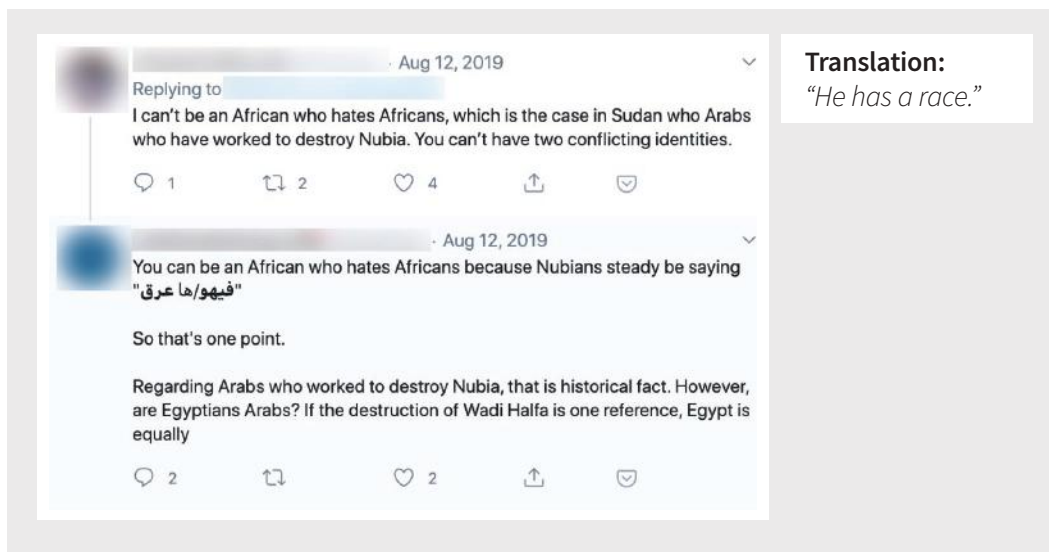 · Aug 12, 2019
Replying to
I can't be an African who hates Africans, which is the case in Sudan who Arabs
who have worked to destroy Nubia. You can't have two conflicting identities.
1 2 4
· Aug 12, 2019
You can be an African who hates Africans because Nubians steady be saying
"فيهو/ها عرق"
So that's one point.
Regarding Arabs who worked to destroy Nubia, that is historical fact. However,
are Egyptians Arabs? If the destruction of Wadi Halfa is one reference, Egypt is
equally
2 2
Translation:
"He has a race."